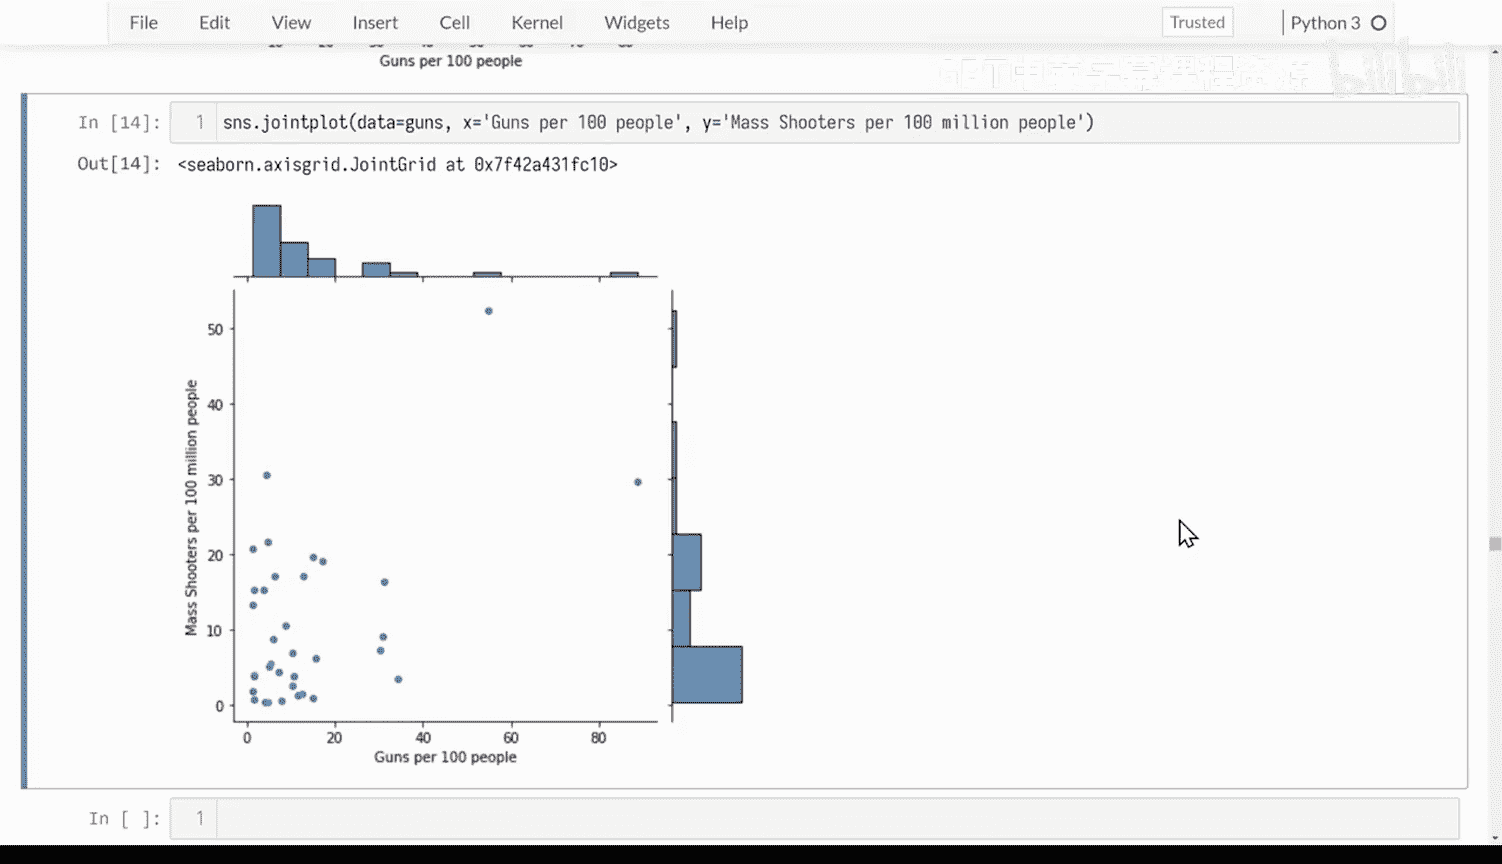 File Edit View Insert Cell Kernel Widgets Help Trusted Python 3
Guns per 100 people
In [14]: 1 sns.jointplot(data=guns, x='Guns per 100 people', y='Mass Shooters per 100 million people')
Out[14]: <seaborn.axisgrid.JointGrid at 0x7f42a431fc10>
Mass Shooters per 100 million people
50
40
30
20
10
0
0 20 40 60 80
Guns per 100 people
In [ ]: 1